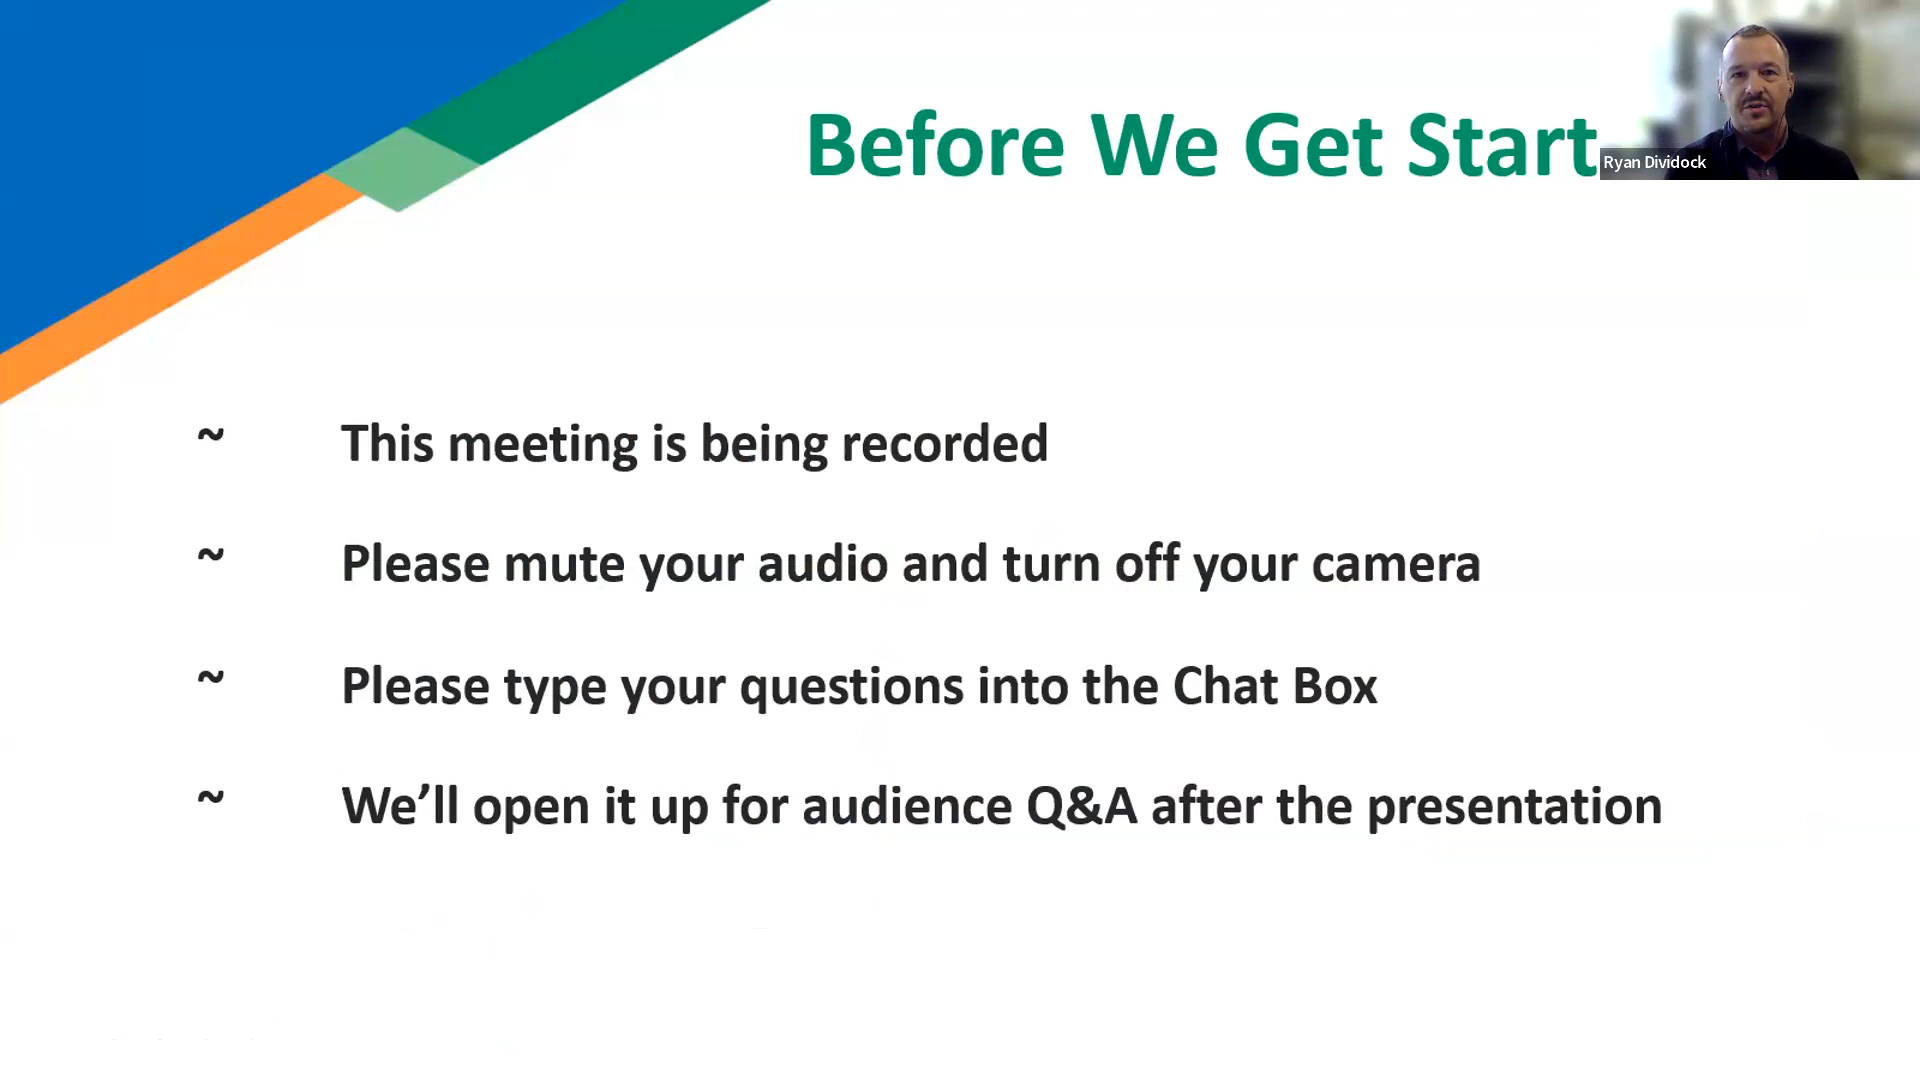 Before We Get Start
Ryan Dividock
~ This meeting is being recorded
~ Please mute your audio and turn off your camera
~ Please type your questions into the Chat Box
~ We’ll open it up for audience Q&A after the presentation